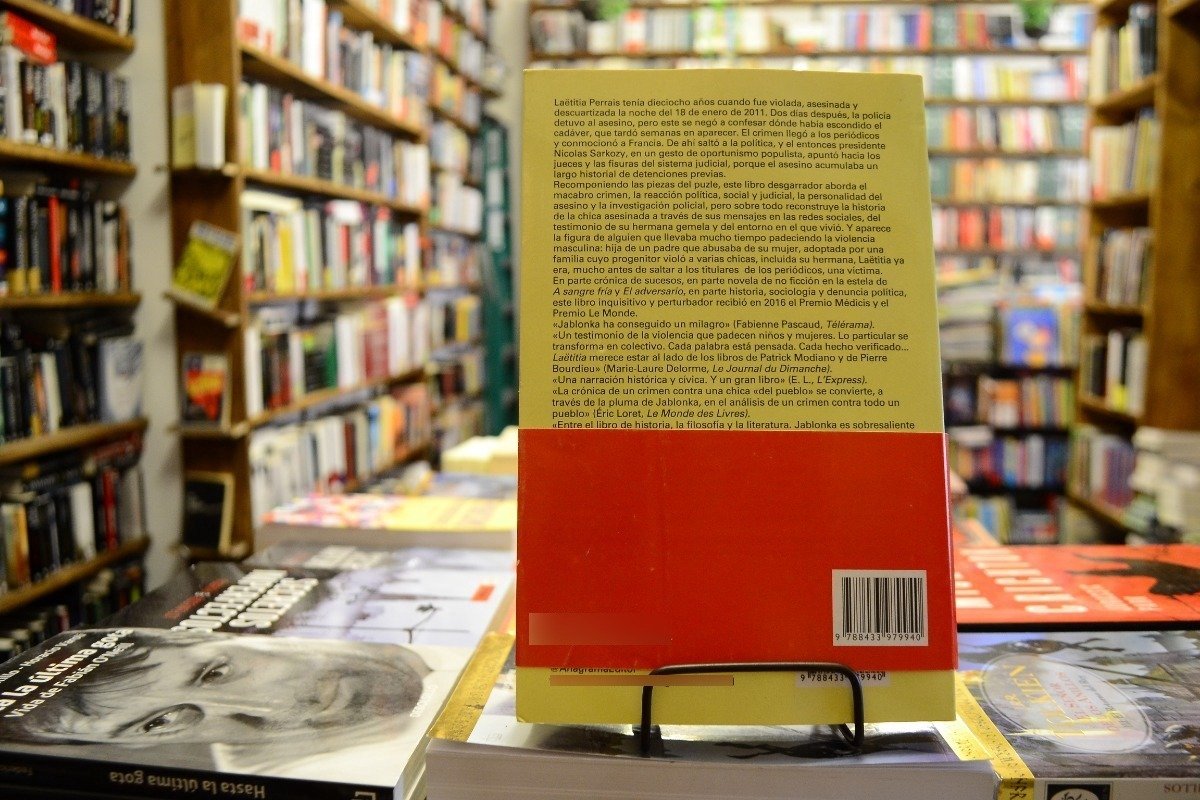 Laëtitia Perrais tenía dieciocho años cuando fue violada, asesinada y
descuartizada la noche del 18 de enero de 2011. Dos días después, la policía
detuvo al asesino, pero este se negó a confesar dónde había escondido el
cadáver, que tardó semanas en aparecer. El crimen llegó a los periódicos
y conmocionó a Francia. De ahí saltó a la política, y el entonces presidente
Nicolas Sarkozy, en un gesto de oportunismo populista, apuntó hacia los
jueces y las fisuras del sistema judicial, porque el asesino acumulaba un
largo historial de detenciones previas.
Recomponiendo las piezas del puzle, este libro desgarrador aborda el
macabro crimen, la reacción política, social y judicial, la personalidad del
asesino y la investigación policial, pero sobre todo reconstruye la historia
de la chica asesinada a través de sus mensajes en las redes sociales, del
testimonio de su hermana gemela y del entorno en el que vivió. Y aparece
la figura de alguien que llevaba mucho tiempo padeciendo la violencia
masculina: hija de un padre que abusaba de su mujer, adoptada por una
familia cuyo progenitor violó a varias chicas, incluida su hermana, Laëtitia ya
era, mucho antes de saltar a los titulares de los periódicos, una víctima.
En parte crónica de sucesos, en parte novela de no ficción en la estela de
A sangre fría y El adversario, en parte historia, sociología y denuncia política,
este libro inquisitivo y perturbador recibió en 2016 el Premio Médicis y el
Premio Le Monde.
«Jablonka ha conseguido un milagro» (Fabienne Pascaud, Télérama).
«Un testimonio de la violencia que padecen niños y mujeres. Lo particular se
transforma en colectivo. Cada palabra está pensada. Cada hecho verificado...
Laëtitia merece estar al lado de los libros de Patrick Modiano y de Pierre
Bourdieu» (Marie-Laure Delorme, Le Journal du Dimanche).
«Una narración histórica y cívica. Y un gran libro» (E. L., L'Express).
«La crónica de un crimen contra una chica «del pueblo» se convierte, a
través de la pluma de Jablonka, en el análisis de un crimen contra todo un
pueblo» (Éric Loret, Le Monde des Livres).
«Entre el libro de historia, la filosofía y la literatura, Jablonka es sobresaliente
9 788433 979940
9 788433 979940
a la última gota
Vida de Fabián O'
Hasta la última gota
SOTT